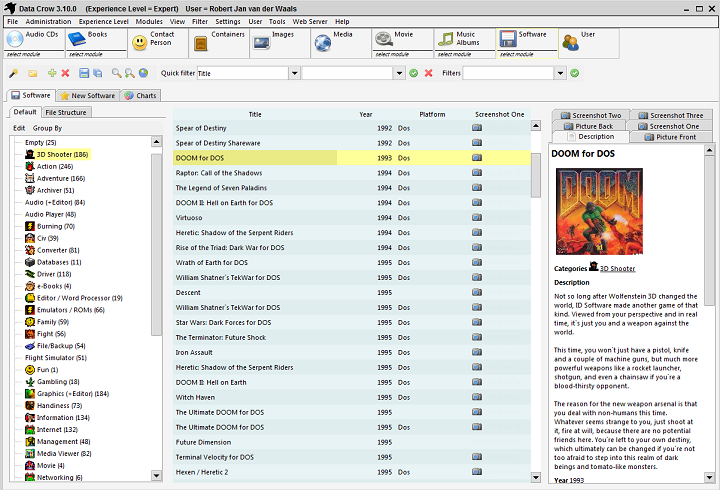 Data Crow 3.10.0 (Experience Level = Expert) User = Robert Jan van der Waals
File Administration Experience Level Modules View Filter Settings User Tools Web Server Help
Audio CDs Books Contact Person Containers Images Media Movie Music Albums Software User
select module select module select module select module select module
Quick filter Title Filters
Software New Software Charts
Default File Structure
Edit Group By
Empty (25)
3D Shooter (186)
Action (246)
Adventure (166)
Archiver (51)
Audio (+Editor) (84)
Audio Player (48)
Burning (70)
Civ (39)
Converter (81)
Databases (11)
Driver (118)
e-Books (4)
Editor / Word Processor (19)
Emulators / ROMs (66)
Family (59)
Fight (56)
File/Backup (54)
Flight Simulator (51)
Fun (1)
Gambling (18)
Graphics (+Editor) (184)
Handiness (73)
Information (134)
Internet (132)
Management (48)
Media Viewer (82)
Movie (4)
Networking (6)
Title Year Platform Screenshot One
Spear of Destiny 1992 Dos
Spear of Destiny Shareware 1992 Dos
DOOM for DOS 1993 Dos
Raptor: Call of the Shadows 1994 Dos
The Legend of Seven Paladins 1994 Dos
DOOM II: Hell on Earth for DOS 1994 Dos
Virtuoso 1994 Dos
Heretic: Shadow of the Serpent Riders 1994 Dos
Rise of the Triad: Dark War for DOS 1994 Dos
Wrath of Earth for DOS 1995 Dos
William Shatner's TekWar for DOS 1995 Dos
Descent 1995 Dos
William Shatner's TekWar for DOS 1995 Dos
Star Wars: Dark Forces for DOS 1995 Dos
The Terminator: Future Shock 1995 Dos
Iron Assault 1995 Dos
Heretic: Shadow of the Serpent Riders 1995 Dos
DOOM II: Hell on Earth 1995 Dos
Witch Haven 1995 Dos
The Ultimate DOOM for DOS 1995 Dos
The Ultimate DOOM for DOS 1995 Dos
Future Dimension 1995
Terminal Velocity for DOS 1995
Hexen / Heretic 2 1995 Dos
Screenshot Two Screenshot Three
Picture Back Screenshot One
Description Picture Front
DOOM for DOS
DOOM
Categories 3D Shooter
Description
Not so long after Wolfenstein 3D changed the
world, ID Software made another game of that
kind. Viewed from your perspective and in real
time, it's just you and a weapon against the
world.
This time, you won't just have a pistol, knife
and a couple of machine guns, but much more
powerful weapons like a rocket launcher,
shotgun, and even a chainsaw if you're a
blood-thirsty opponent.
The reason for the new weapon arsenal is that
you deal with non-humans this time.
Whatever seems strange to you, just shoot at
it, fire at will, because there are no potential
friends here. You're left to your own destiny,
which ultimately can be changed if you're not
too afraid to step into this realm of dark
beings and tomato-like monsters.
Year 1993